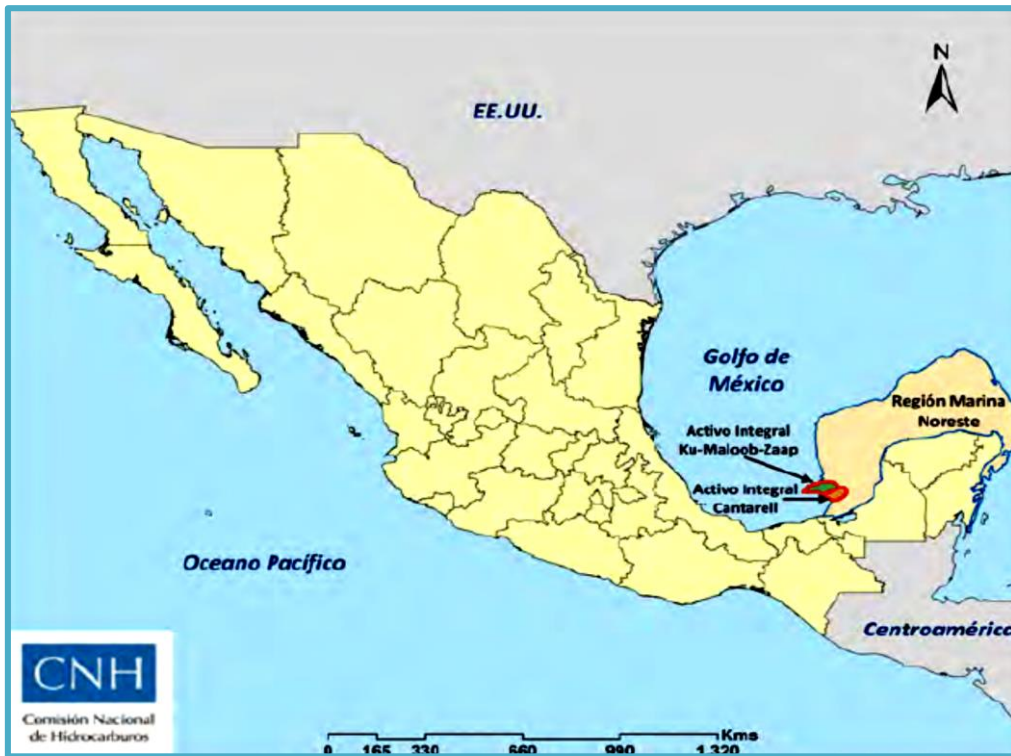 N
EE.UU.
Golfo de
México
Región Marina
Noreste
Activo Integral
Ku-Maloob-Zaap
Activo Integral
Cantarell
Oceano Pacífico
Centroamérica
CNH
Comisión Nacional
de Hidrocarburos
Kms
0 165 330 660 990 1,320